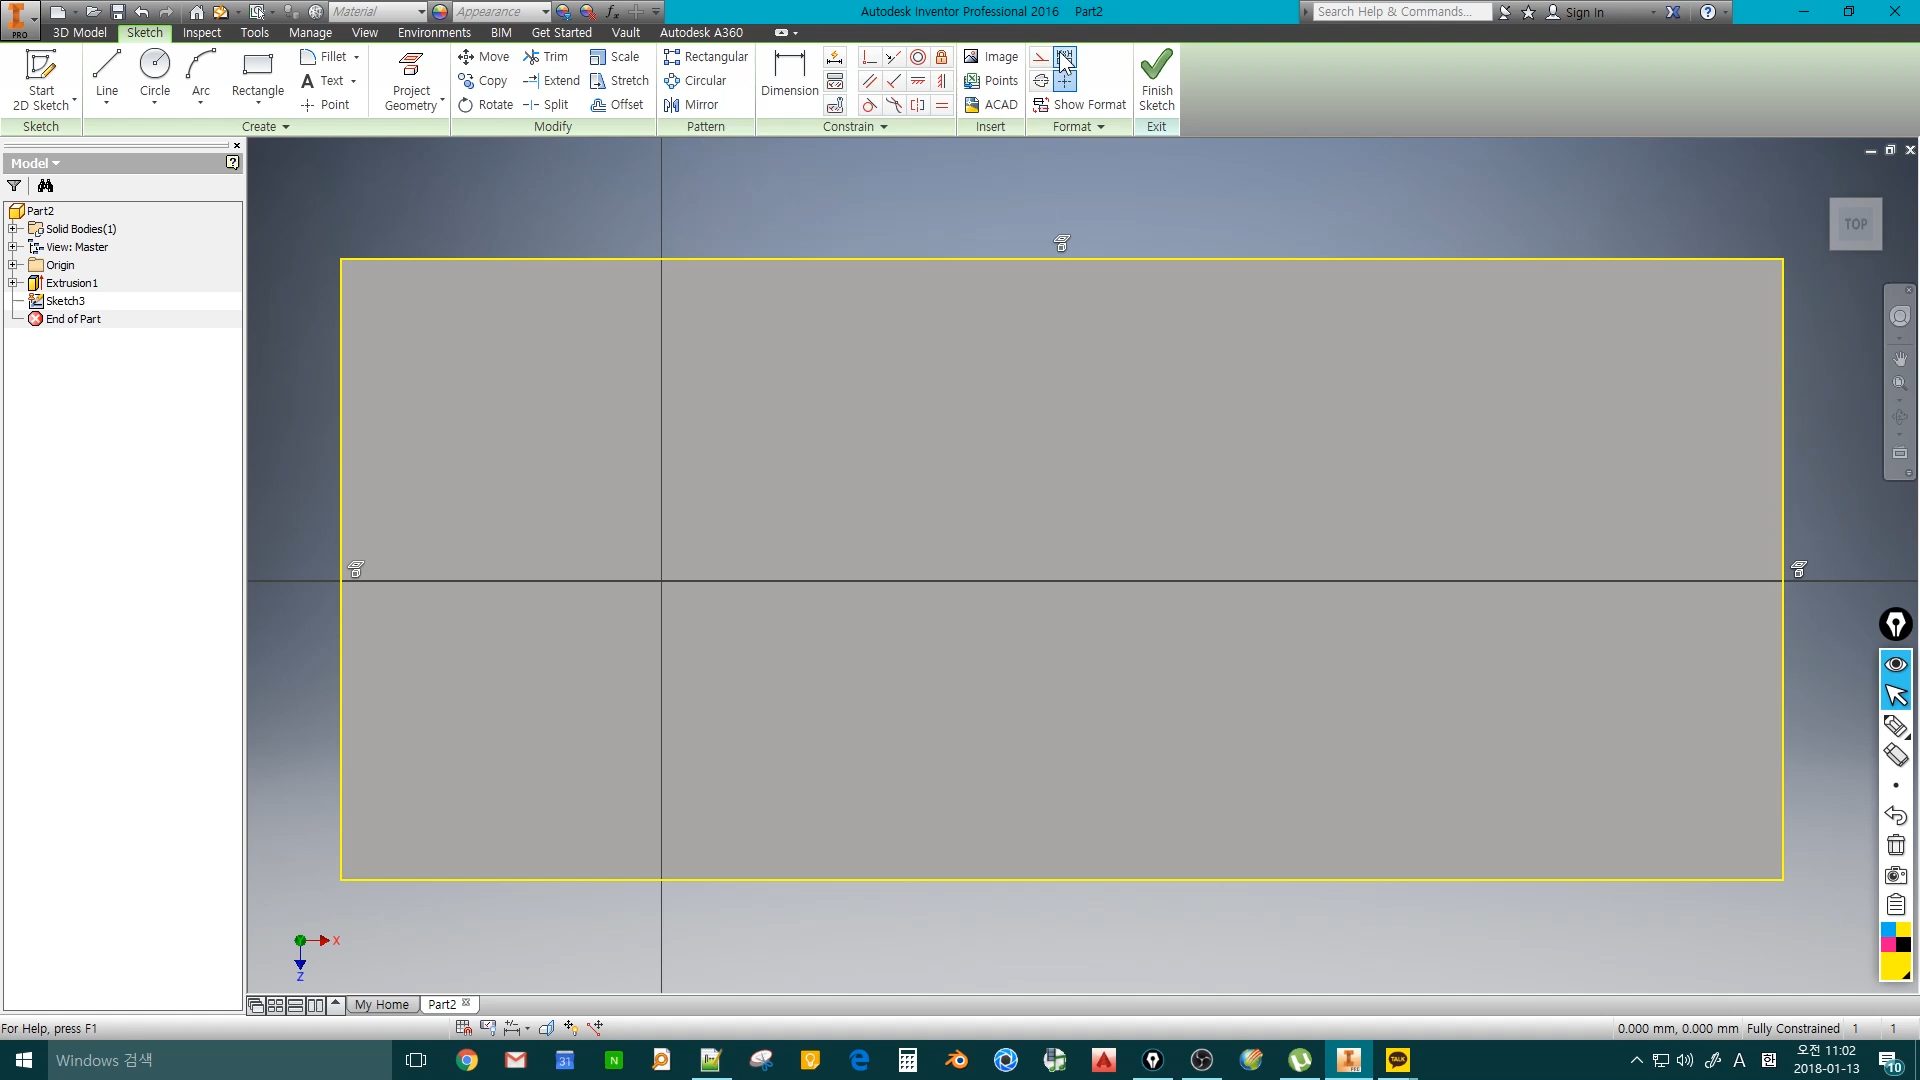 Material
Appearance
Autodesk Inventor Professional 2016 Part2
Search Help & Commands...
Sign In
PRO
3D Model Sketch Inspect Tools Manage View Environments BIM Get Started Vault Autodesk A360
Start
2D Sketch
Line
Circle
Arc
Rectangle
Fillet
Text
Point
Project
Geometry
Move
Copy
Rotate
Trim
Extend
Split
Scale
Stretch
Offset
Rectangular
Circular
Mirror
Dimension
Image
Points
ACAD
Show Format
Finish
Sketch
Sketch
Create
Modify
Pattern
Constrain
Insert
Format
Exit
Model
Part2
Solid Bodies(1)
View: Master
Origin
Extrusion1
Sketch3
End of Part
TOP
X
Z
My Home
Part2
For Help, press F1
0.000 mm, 0.000 mm Fully Constrained 1 1
Windows 검색
31
N
TALK
A
오전 11:02
2018-01-13
10